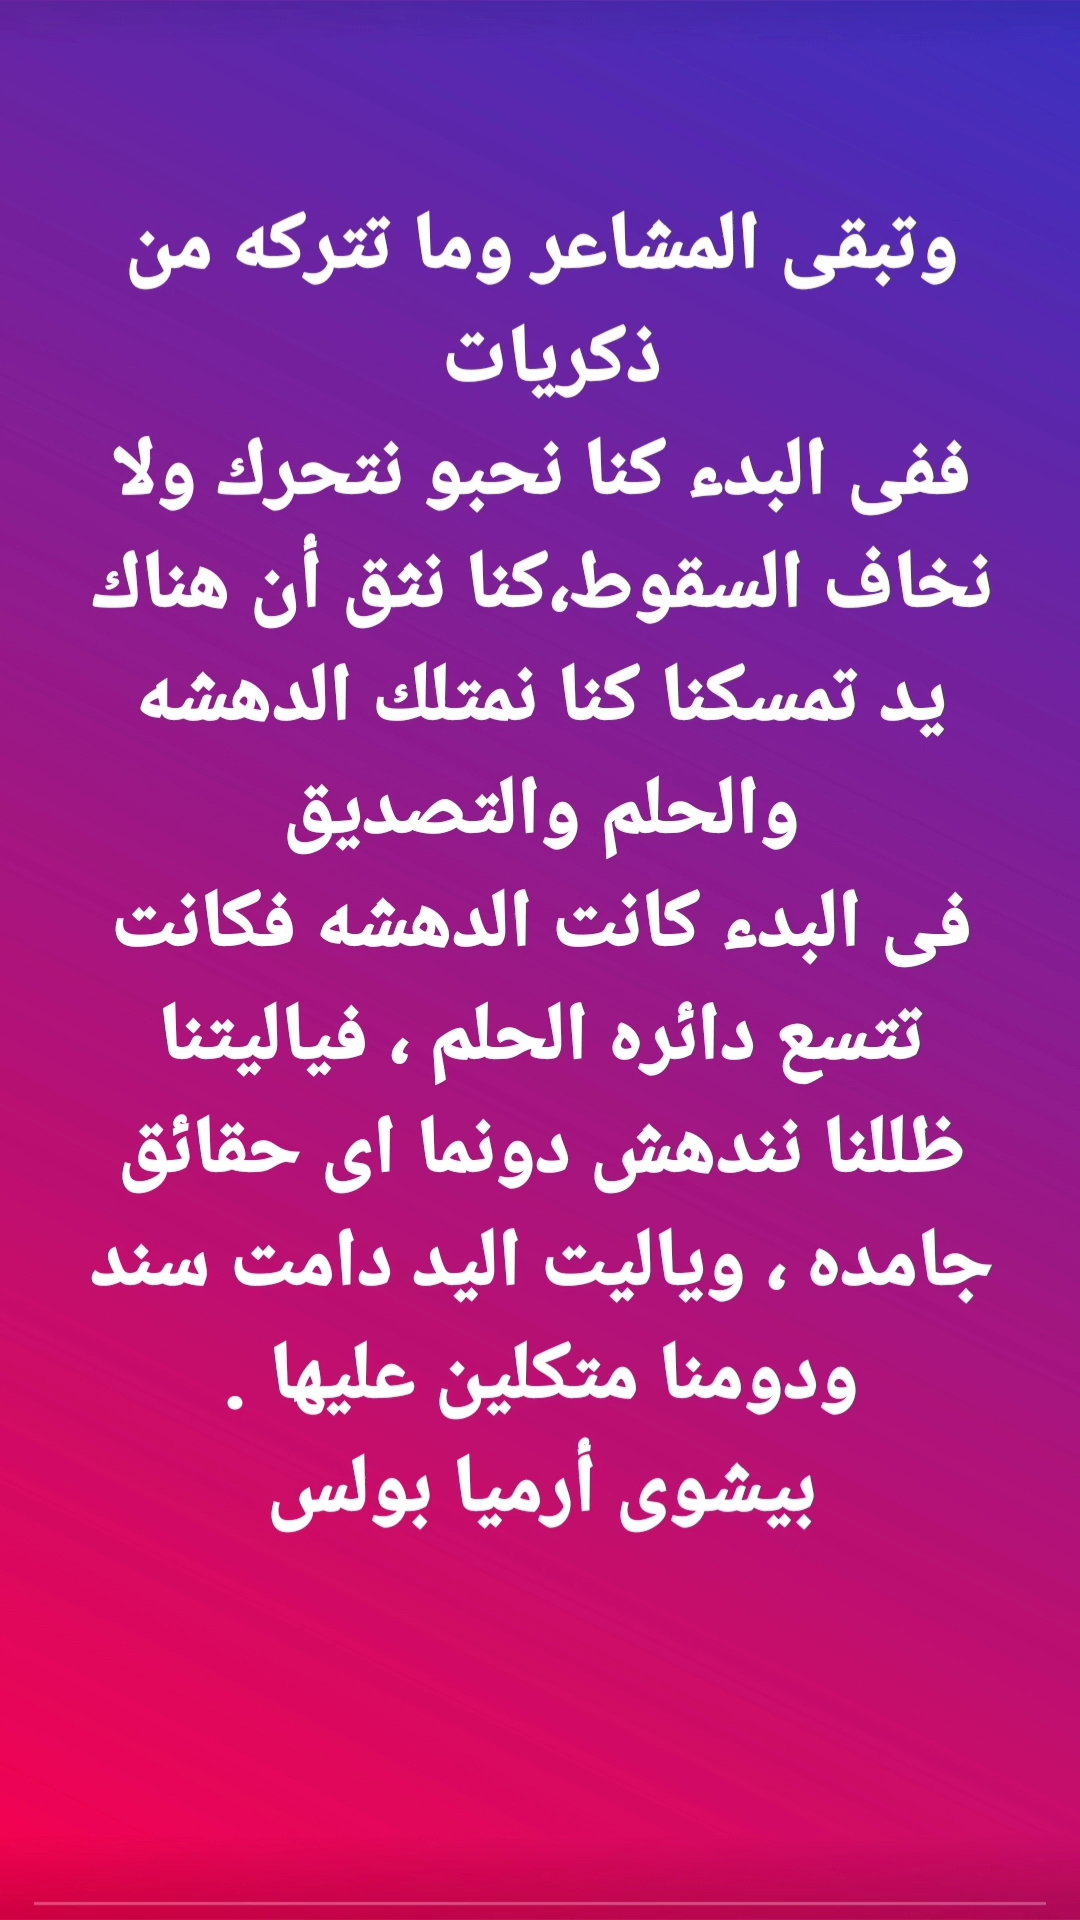 وتبقى المشاعر وما تتركه من
ذكريات
ففى البدء كنا نحبو نتحرك ولا
نخاف السقوط،كنا نثق أن هناك
يد تمسكنا كنا نمتلك الدهشه
والحلم والتصديق
فى البدء كانت الدهشه فكانت
تتسع دائره الحلم ، فياليتنا
ظللنا نندهش دونما اى حقائق
جامده ، وياليت اليد دامت سند
ودومنا متكلين عليها .
بيشوى أرميا بولس